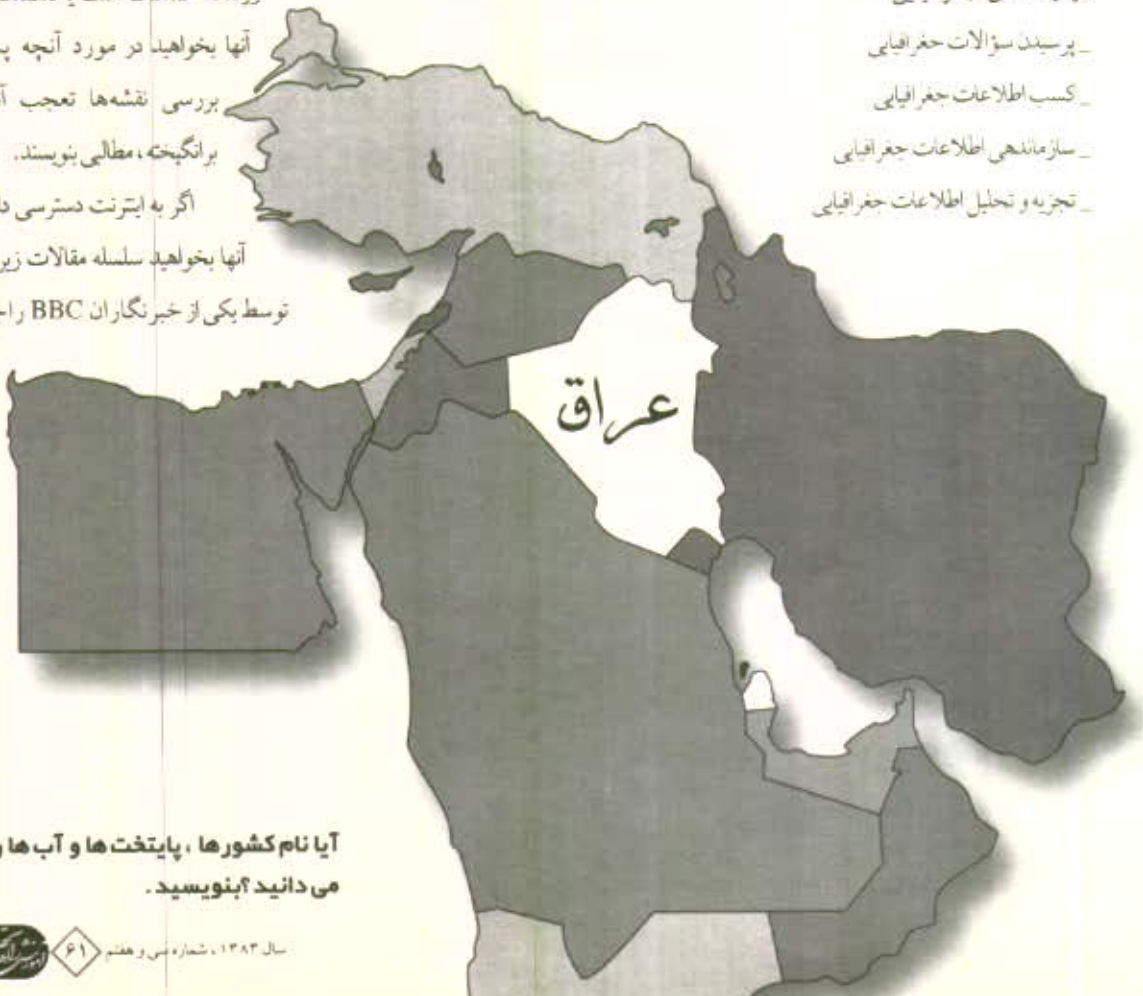 _ پرسیدن سؤالات جغرافیایی
_ کسب اطلاعات جغرافیایی
_ سازماندهی اطلاعات جغرافیایی
_ تجزیه و تحلیل اطلاعات جغرافیایی
آنها بخواهید در مورد آنچه
بررسی نقشه‌ها تعجب
برانگیخته، مطالبی بنویسند.
اگر به اینترنت دسترسی
آنها بخواهید سلسله مقالات زیر
توسط یکی از خبرنگاران BBC
عراق
آیا نام کشورها ، پایتخت‌ها و آب‌ها
می‌دانید؟بنویسید.
سال ۱۳۸۳ ، شماره سی و هفتم ۶۱